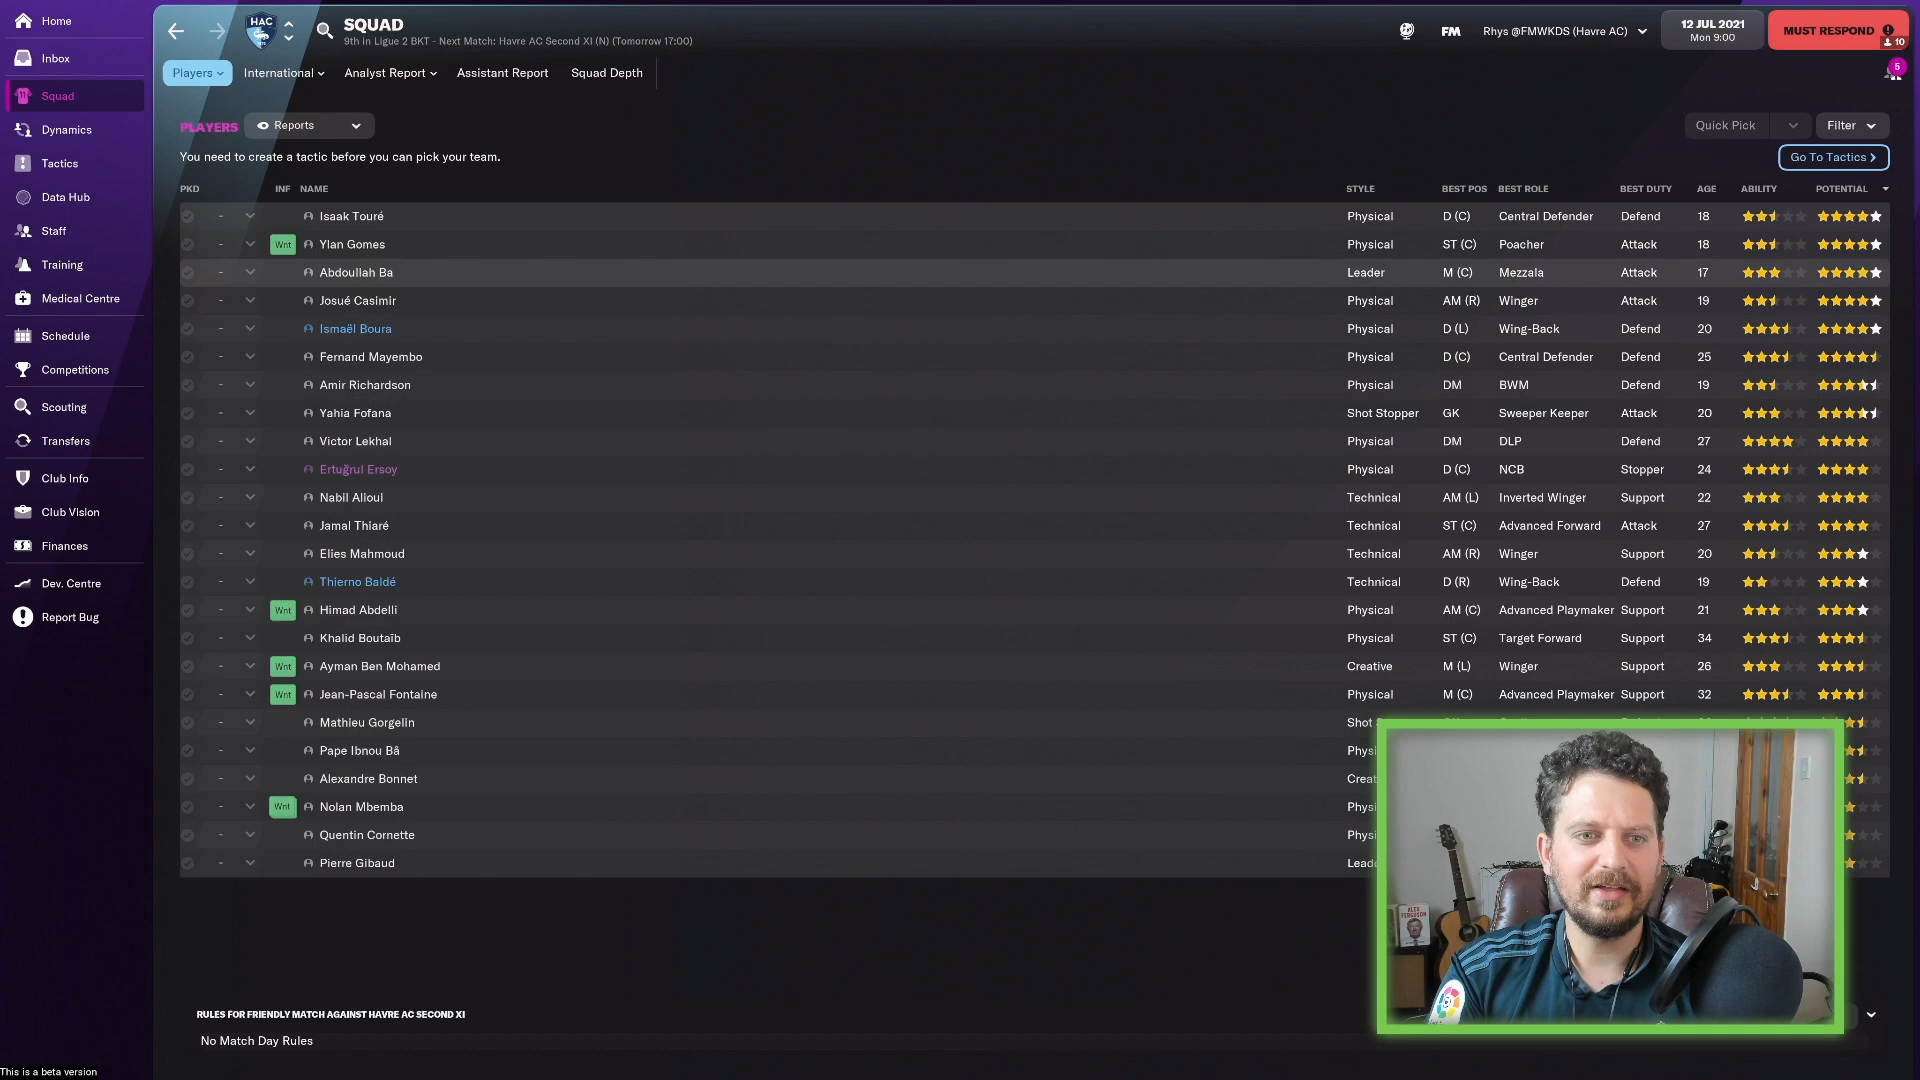 Home
HAC
SQUAD
9th in Ligue 2 BKT - Next Match: Havre AC Second XI (N) (Tomorrow 17:00)
FM
Rhys @FMWKDS (Havre AC)
12 JUL 2021
Mon 9:00
MUST RESPOND
10
Inbox
Players
International
Analyst Report
Assistant Report
Squad Depth
5
Squad
Dynamics
PLAYERS
Reports
Quick Pick
Filter
Tactics
You need to create a tactic before you can pick your team.
Go To Tactics
Data Hub
PKD INF NAME STYLE BEST POS BEST ROLE BEST DUTY AGE ABILITY POTENTIAL
Staff
Training
Medical Centre
Schedule
Competitions
Scouting
Transfers
Club Info
Club Vision
Finances
Dev. Centre
Report Bug
- Isaak Touré Physical D (C) Central Defender Defend 18
- Wnt Ylan Gomes Physical ST (C) Poacher Attack 18
- Abdoullah Ba Leader M (C) Mezzala Attack 17
- Josué Casimir Physical AM (R) Winger Attack 19
- Ismaël Boura Physical D (L) Wing-Back Defend 20
- Fernand Mayembo Physical D (C) Central Defender Defend 25
- Amir Richardson Physical DM BWM Defend 19
- Yahia Fofana Shot Stopper GK Sweeper Keeper Attack 20
- Victor Lekhal Physical DM DLP Defend 27
- Ertuğrul Ersoy Physical D (C) NCB Stopper 24
- Nabil Alioui Technical AM (L) Inverted Winger Support 22
- Jamal Thiaré Technical ST (C) Advanced Forward Attack 27
- Elies Mahmoud Technical AM (R) Winger Support 20
- Thierno Baldé Technical D (R) Wing-Back Defend 19
- Wnt Himad Abdelli Physical AM (C) Advanced Playmaker Support 21
- Khalid Boutaïb Physical ST (C) Target Forward Support 34
- Wnt Ayman Ben Mohamed Creative M (L) Winger Support 26
- Wnt Jean-Pascal Fontaine Physical M (C) Advanced Playmaker Support 32
- Mathieu Gorgelin Shot
- Pape Ibnou Bâ Physi
- Alexandre Bonnet Creat
- Wnt Nolan Mbemba Physi
- Quentin Cornette Physi
- Pierre Gibaud Lead
ALEX
FERGUSON
RULES FOR FRIENDLY MATCH AGAINST HAVRE AC SECOND XI
No Match Day Rules
This is a beta version